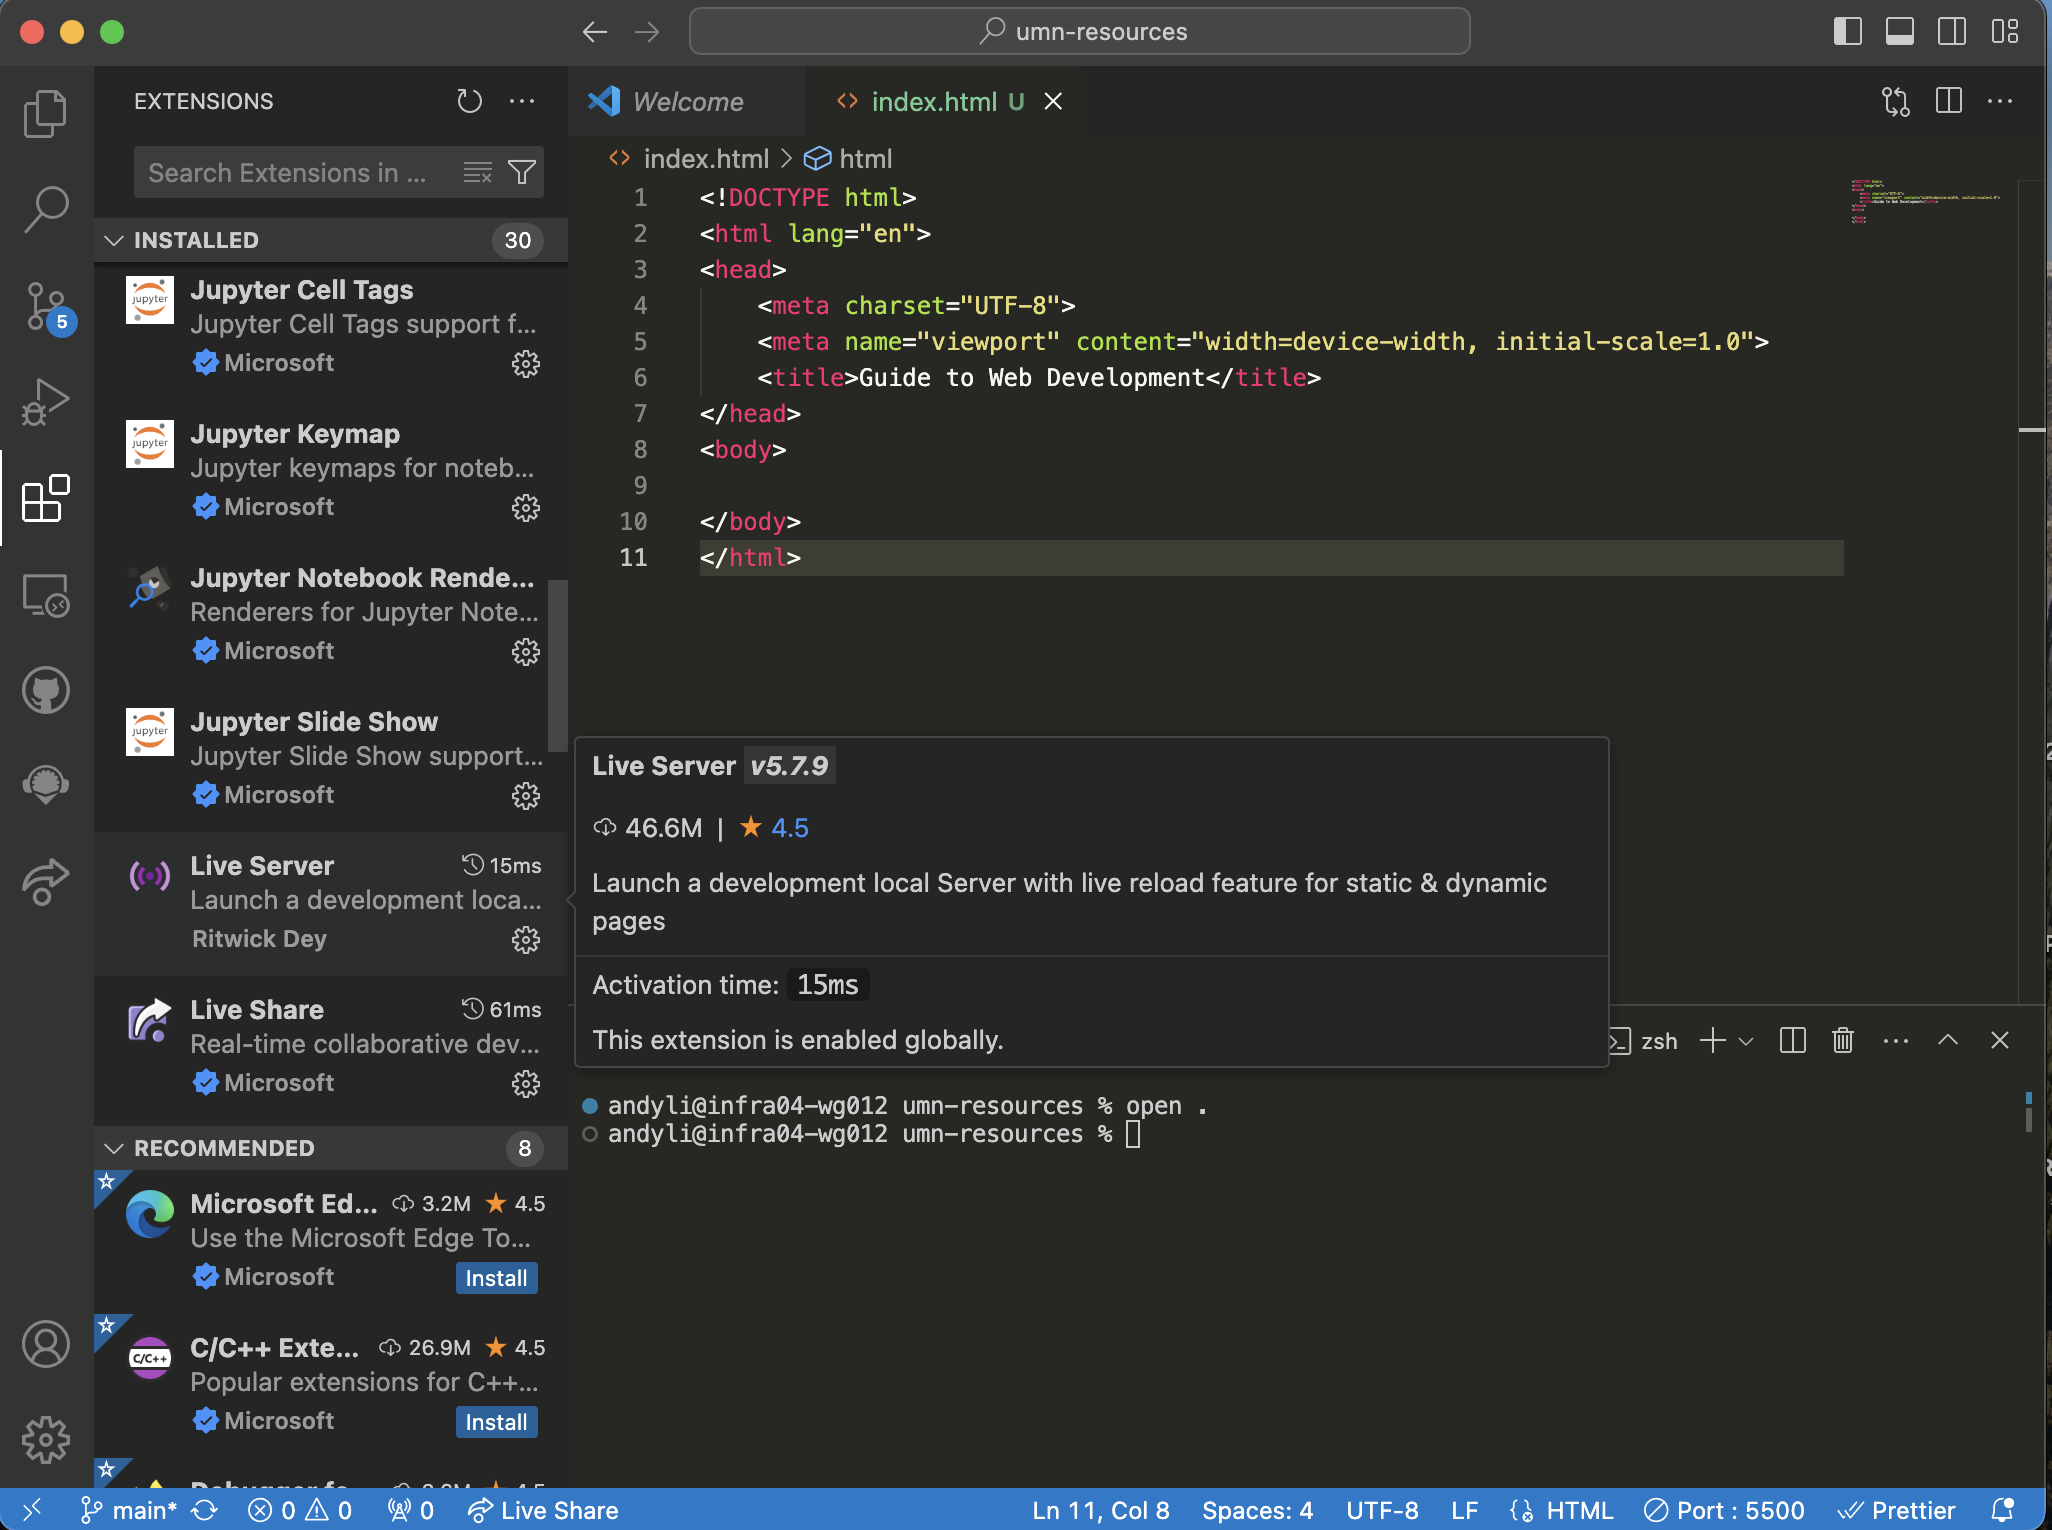 umn-resources
EXTENSIONS
Search Extensions in ...
INSTALLED 30
Jupyter Cell Tags
Jupyter Cell Tags support f...
Microsoft
Jupyter Keymap
Jupyter keymaps for noteb...
Microsoft
Jupyter Notebook Rende...
Renderers for Jupyter Note...
Microsoft
Jupyter Slide Show
Jupyter Slide Show support...
Microsoft
Live Server 15ms
Launch a development loca...
Ritwick Dey
Live Share 61ms
Real-time collaborative dev...
Microsoft
RECOMMENDED 8
Microsoft Ed... 3.2M ★ 4.5
Use the Microsoft Edge To...
Microsoft Install
C/C++ Exte... 26.9M ★ 4.5
Popular extensions for C++...
Microsoft Install
5
jupyter
jupyter
jupyter
C/C++
Welcome
index.html U
index.html > html
1 <!DOCTYPE html>
2 <html lang="en">
3 <head>
4 <meta charset="UTF-8">
5 <meta name="viewport" content="width=device-width, initial-scale=1.0">
6 <title>Guide to Web Development</title>
7 </head>
8 <body>
9
10 </body>
11 </html>
Live Server v5.7.9
46.6M | ★ 4.5
Launch a development local Server with live reload feature for static & dynamic
pages
Activation time: 15ms
This extension is enabled globally.
zsh
andyli@infra04-wg012 umn-resources % open .
andyli@infra04-wg012 umn-resources %
main* 0 0 0 Live Share Ln 11, Col 8 Spaces: 4 UTF-8 LF HTML Port : 5500 Prettier